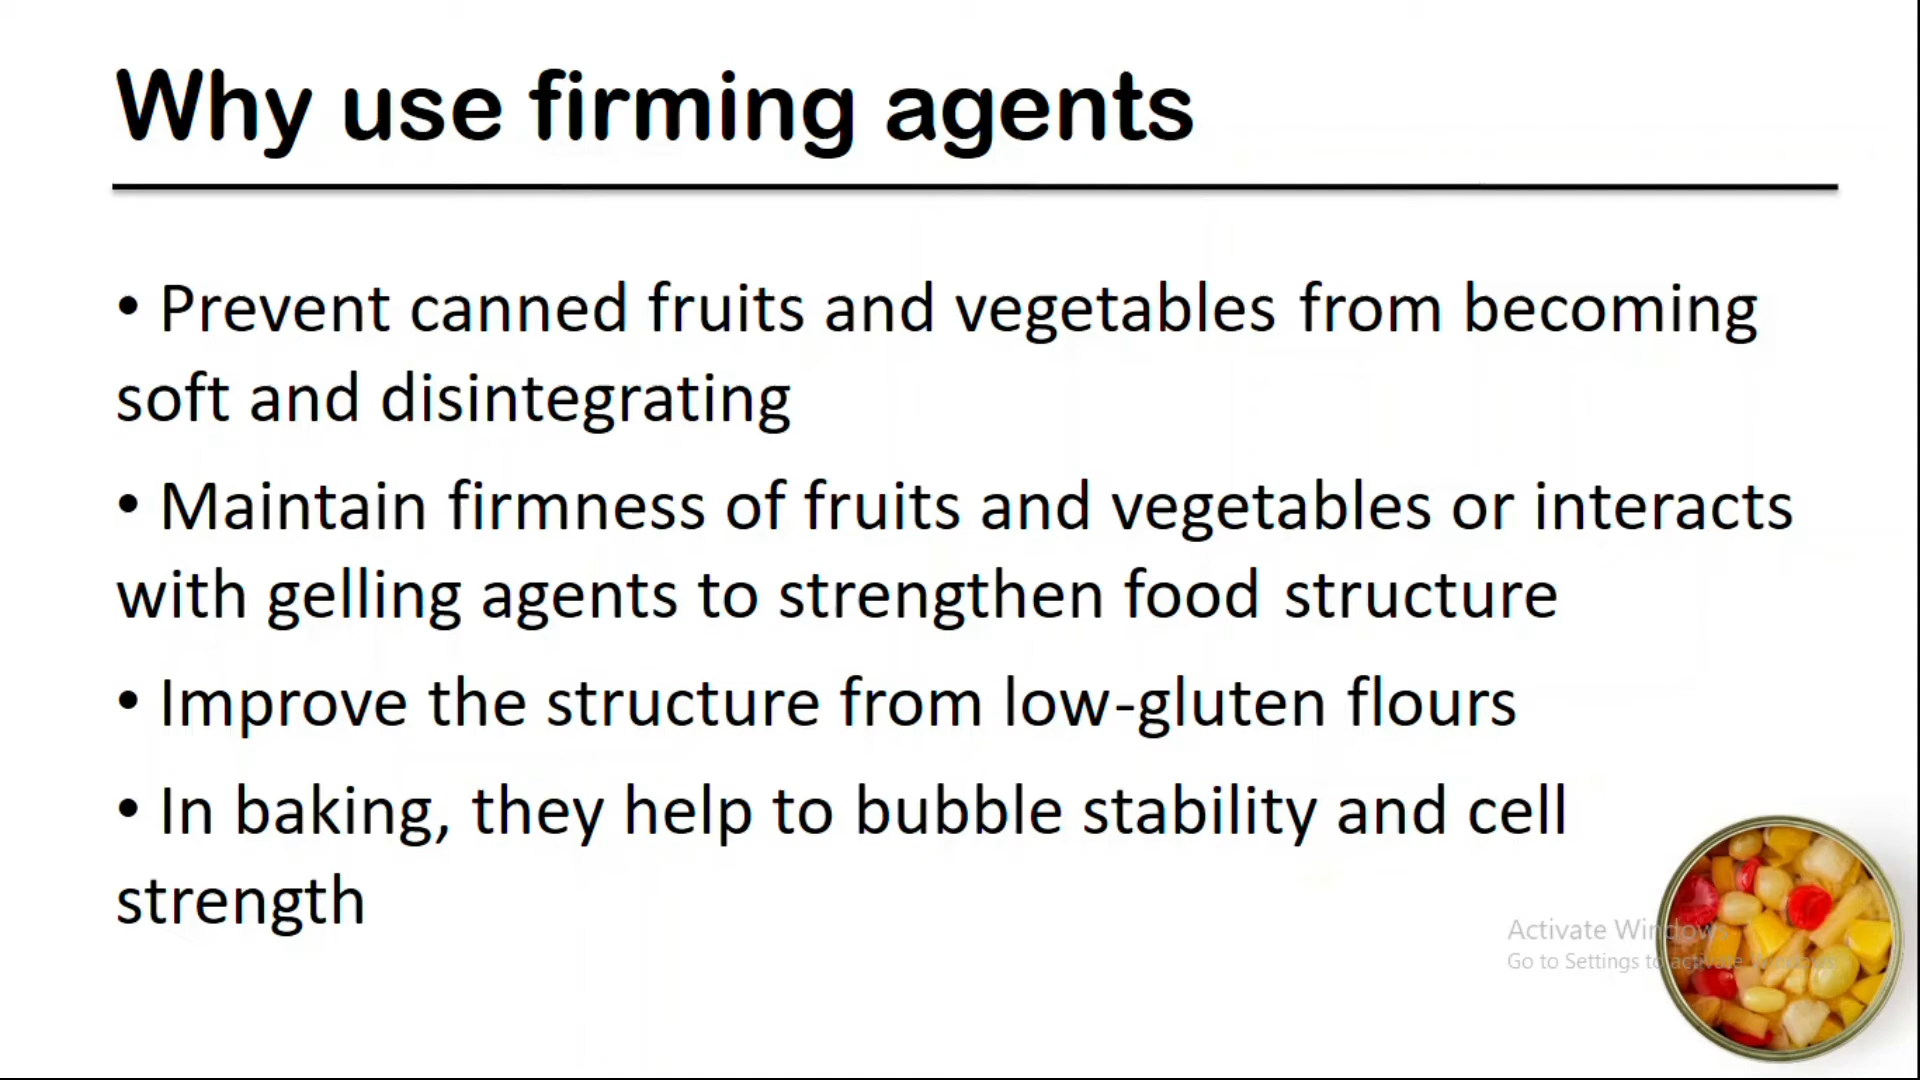 Why use firming agents
• Prevent canned fruits and vegetables from becoming
soft and disintegrating
• Maintain firmness of fruits and vegetables or interacts
with gelling agents to strengthen food structure
• Improve the structure from low-gluten flours
• In baking, they help to bubble stability and cell
strength
Activate Windows
Go to Settings to activate Windows.